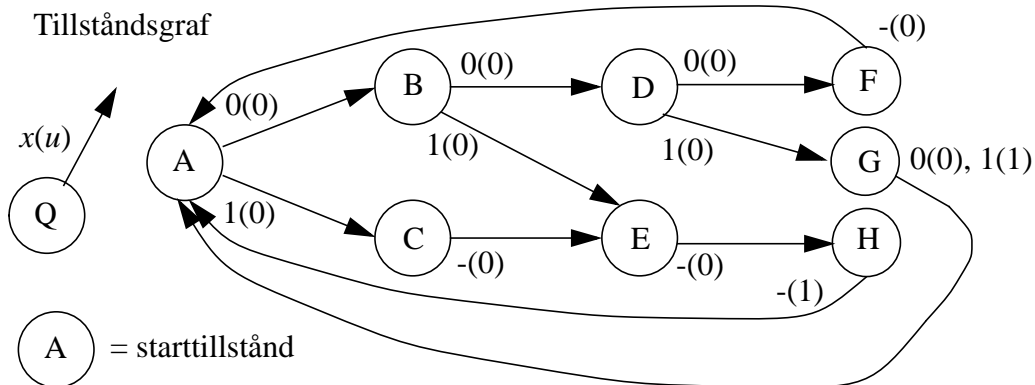 Tillståndsgraf
-(0)
0(0)
0(0)
B
D
F
0(0)
x(u)
1(0)
1(0)
A
G
0(0), 1(1)
Q
1(0)
C
E
H
-(0)
-(0)
-(1)
A = starttillstånd